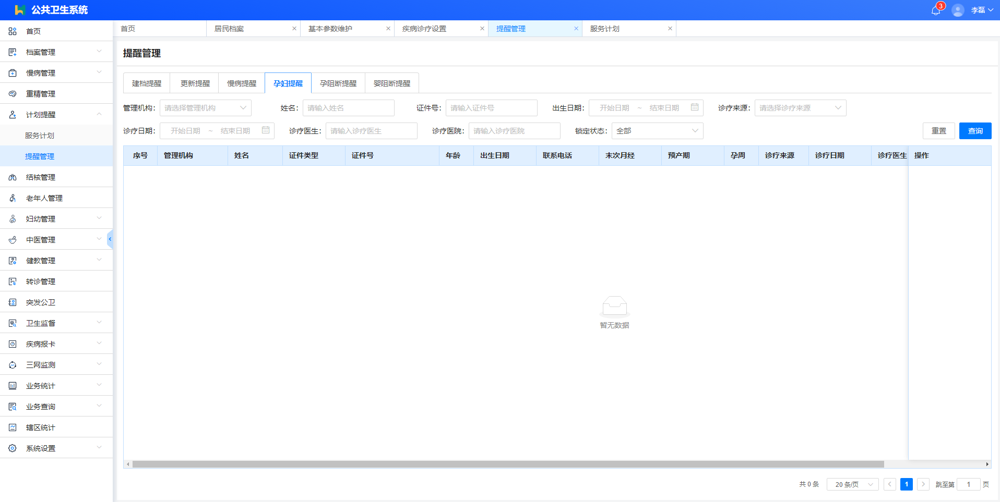 公共卫生系统
3
李磊
首页
档案管理
慢病管理
重精管理
计划提醒
服务计划
提醒管理
结核管理
老年人管理
妇幼管理
中医管理
健教管理
转诊管理
突发公卫
卫生监督
疾病报卡
三网监测
业务统计
业务查询
辖区统计
系统设置
首页 居民档案 基本参数维护 疾病诊疗设置 提醒管理 服务计划
提醒管理
建档提醒 更新提醒 慢病提醒 孕妇提醒 孕阻断提醒 婴阻断提醒
管理机构: 请选择管理机构 姓名: 请输入姓名 证件号: 请输入证件号 出生日期: 开始日期 ~ 结束日期 诊疗来源: 请选择诊疗来源
诊疗日期: 开始日期 ~ 结束日期 诊疗医生: 请输入诊疗医生 诊疗医院: 请输入诊疗医院 锁定状态: 全部 重置 查询
序号 管理机构 姓名 证件类型 证件号 年龄 出生日期 联系电话 末次月经 预产期 孕周 诊疗来源 诊疗日期 诊疗医生 操作
暂无数据
共 0 条 20 条/页 1 跳至第 1 页